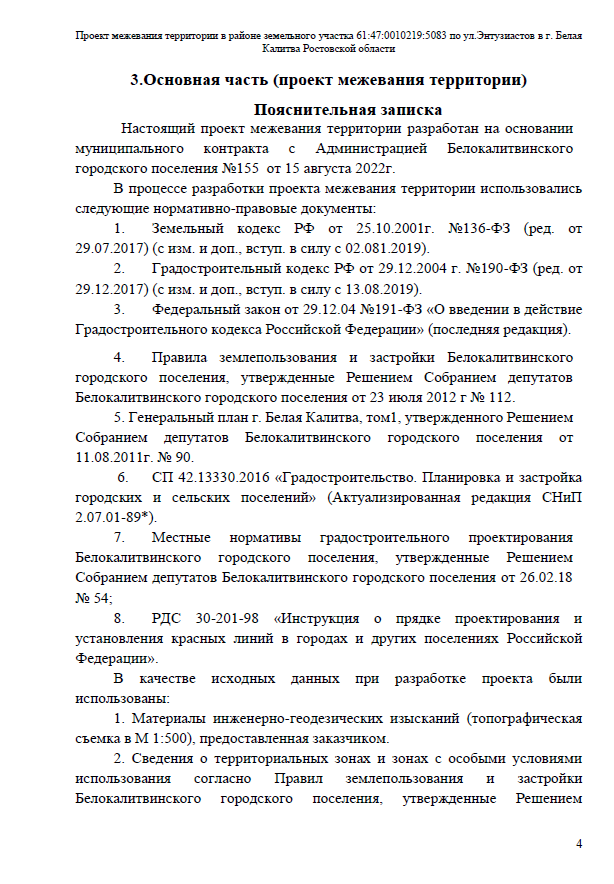 Проект межевания территории в районе земельного участка 61:47:0010219:5083 по ул.Энтузиастов в г. Белая
Калитва Ростовской области
3.Основная часть (проект межевания территории)
Пояснительная записка
Настоящий проект межевания территории разработан на основании
муниципального контракта с Администрацией Белокалитвинского
городского поселения №155 от 15 августа 2022г.
В процессе разработки проекта межевания территории использовались
следующие нормативно-правовые документы:
1. Земельный кодекс РФ от 25.10.2001г. №136-ФЗ (ред. от
29.07.2017) (с изм. и доп., вступ. в силу с 02.081.2019).
2. Градостроительный кодекс РФ от 29.12.2004 г. №190-ФЗ (ред. от
29.12.2017) (с изм. и доп., вступ. в силу с 13.08.2019).
3. Федеральный закон от 29.12.04 №191-ФЗ «О введении в действие
Градостроительного кодекса Российской Федерации» (последняя редакция).
4. Правила землепользования и застройки Белокалитвинского
городского поселения, утвержденные Решением Собранием депутатов
Белокалитвинского городского поселения от 23 июля 2012 г № 112.
5. Генеральный план г. Белая Калитва, том1, утвержденного Решением
Собранием депутатов Белокалитвинского городского поселения от
11.08.2011г. № 90.
6. СП 42.13330.2016 «Градостроительство. Планировка и застройка
городских и сельских поселений» (Актуализированная редакция СНиП
2.07.01-89*).
7. Местные нормативы градостроительного проектирования
Белокалитвинского городского поселения, утвержденные Решением
Собранием депутатов Белокалитвинского городского поселения от 26.02.18
№ 54;
8. РДС 30-201-98 «Инструкция о прядке проектирования и
установления красных линий в городах и других поселениях Российской
Федерации».
В качестве исходных данных при разработке проекта были
использованы:
1. Материалы инженерно-геодезических изысканий (топографическая
съемка в М 1:500), предоставленная заказчиком.
2. Сведения о территориальных зонах и зонах с особыми условиями
использования согласно Правил землепользования и застройки
Белокалитвинского городского поселения, утвержденные Решением
4